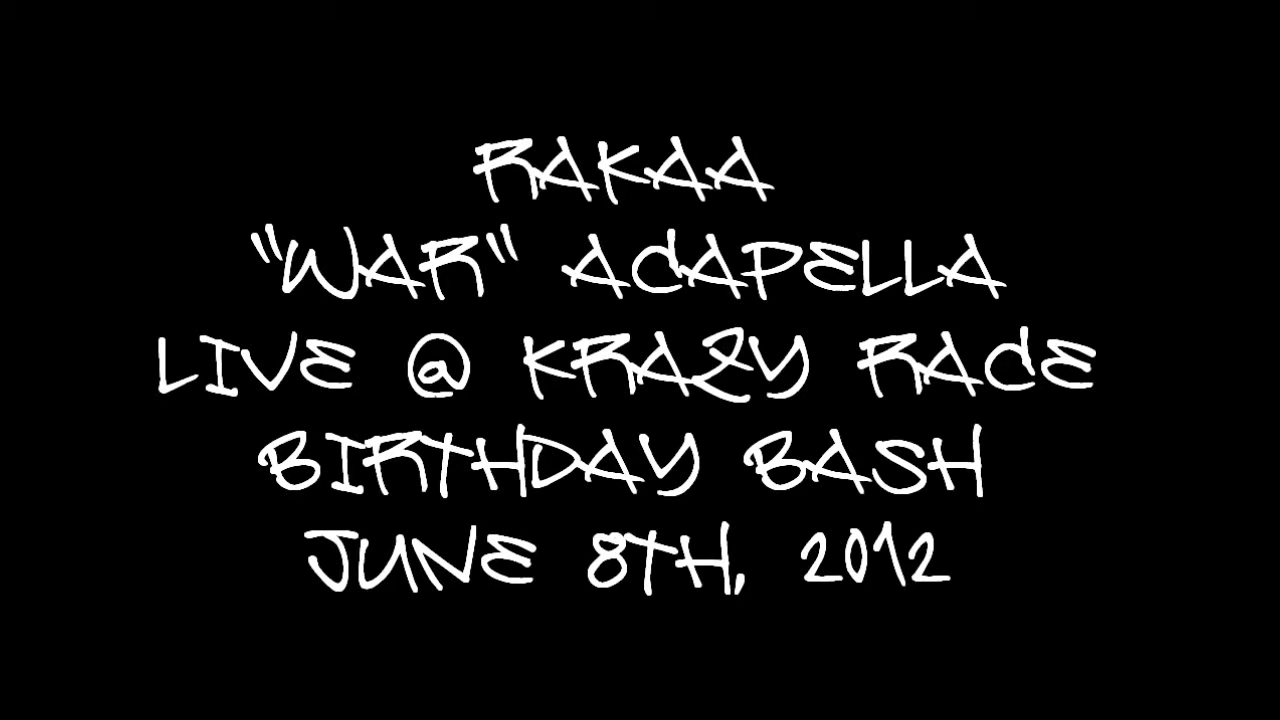 RAKAA
"WAR" ACAPELLA
LIVE @ KRAZY RACE
BIRTHDAY BASH
JUNE 8TH, 2012